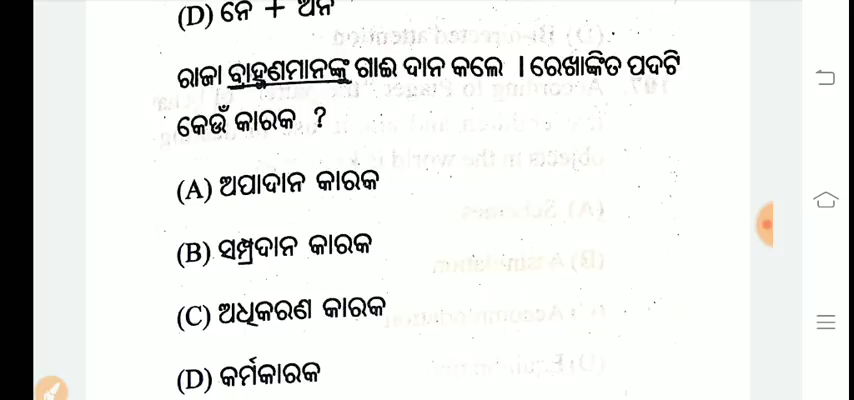 (D) ନେ + ଅନ
ରାଜା ବ୍ରାହ୍ମଣମାନଙ୍କୁ ଗାଈ ଦାନ କଲେ । ରେଖାଙ୍କିତ ପଦଟି
କେଉଁ କାରକ ?
(A) ଅପାଦାନ କାରକ
(B) ସମ୍ପ୍ରଦାନ କାରକ
(C) ଅଧିକରଣ କାରକ
(D) କର୍ମକାରକ